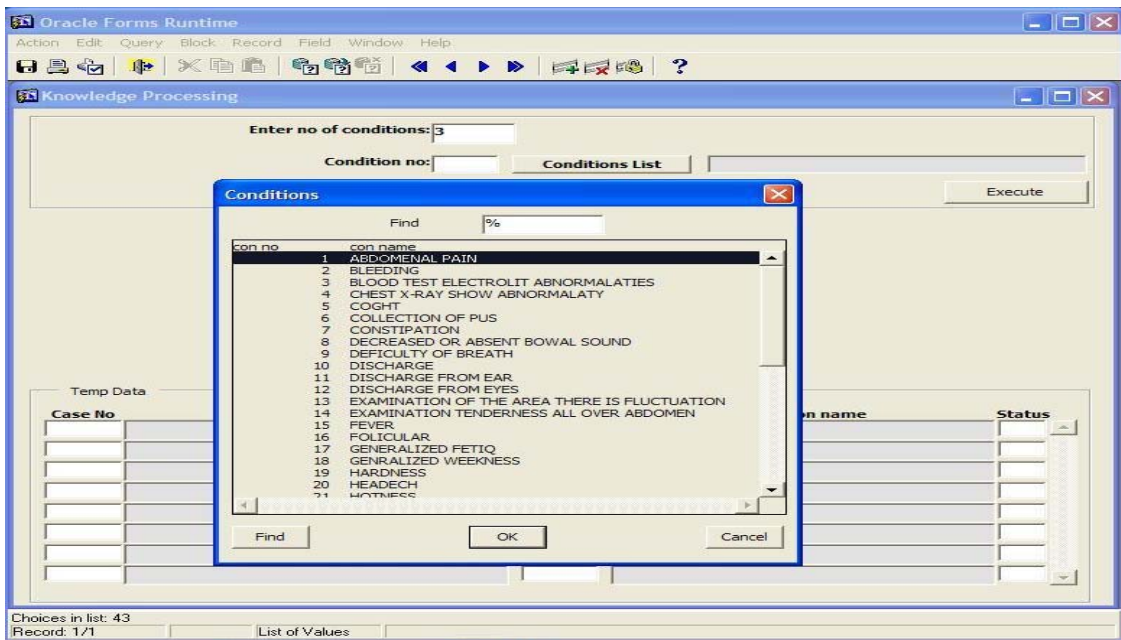 Oracle Forms Runtime
Action Edit Query Block Record Field Window Help
Knowledge Processing
Enter no of conditions: 3
Condition no: Conditions List
Execute
Conditions
Find %
con no con name
1 ABDOMENAL PAIN
2 BLEEDING
3 BLOOD TEST ELECTROLIT ABNORMALATIES
4 CHEST X-RAY SHOW ABNORMALATY
5 COGHT
6 COLLECTION OF PUS
7 CONSTIPATION
8 DECREASED OR ABSENT BOWAL SOUND
9 DEFICULTY OF BREATH
10 DISCHARGE
11 DISCHARGE FROM EAR
12 DISCHARGE FROM EYES
13 EXAMINATION OF THE AREA THERE IS FLUCTUATION
14 EXAMINATION TENDERNESS ALL OVER ABDOMEN
15 FEVER
16 FOLICULAR
17 GENERALIZED FETIQ
18 GENRALIZED WEEKNESS
19 HARDNESS
20 HEADECH
21 HOTNESS
Find OK Cancel
Temp Data
Case No n name Status
Choices in list: 43
Record: 1/1 List of Values